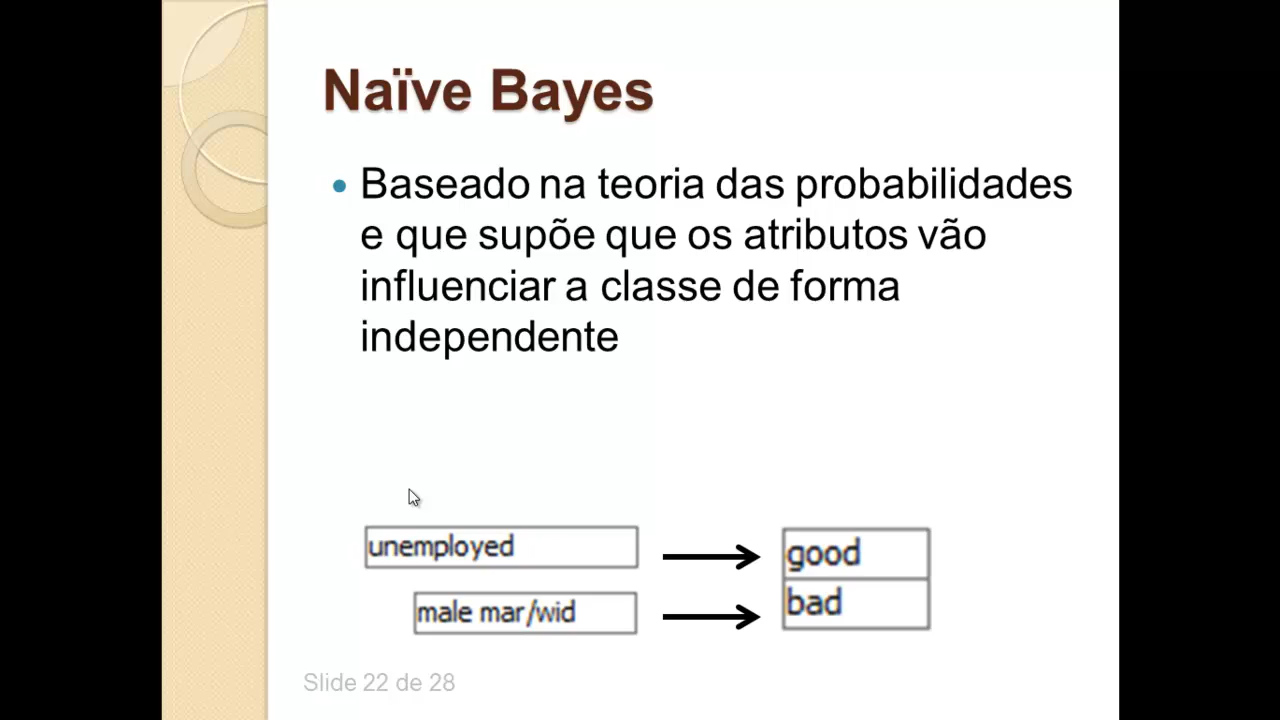 Naïve Bayes
Baseado na teoria das probabilidades
e que supõe que os atributos vão
influenciar a classe de forma
independente
unemployed
good
male mar/wid
bad
Slide 22 de 28